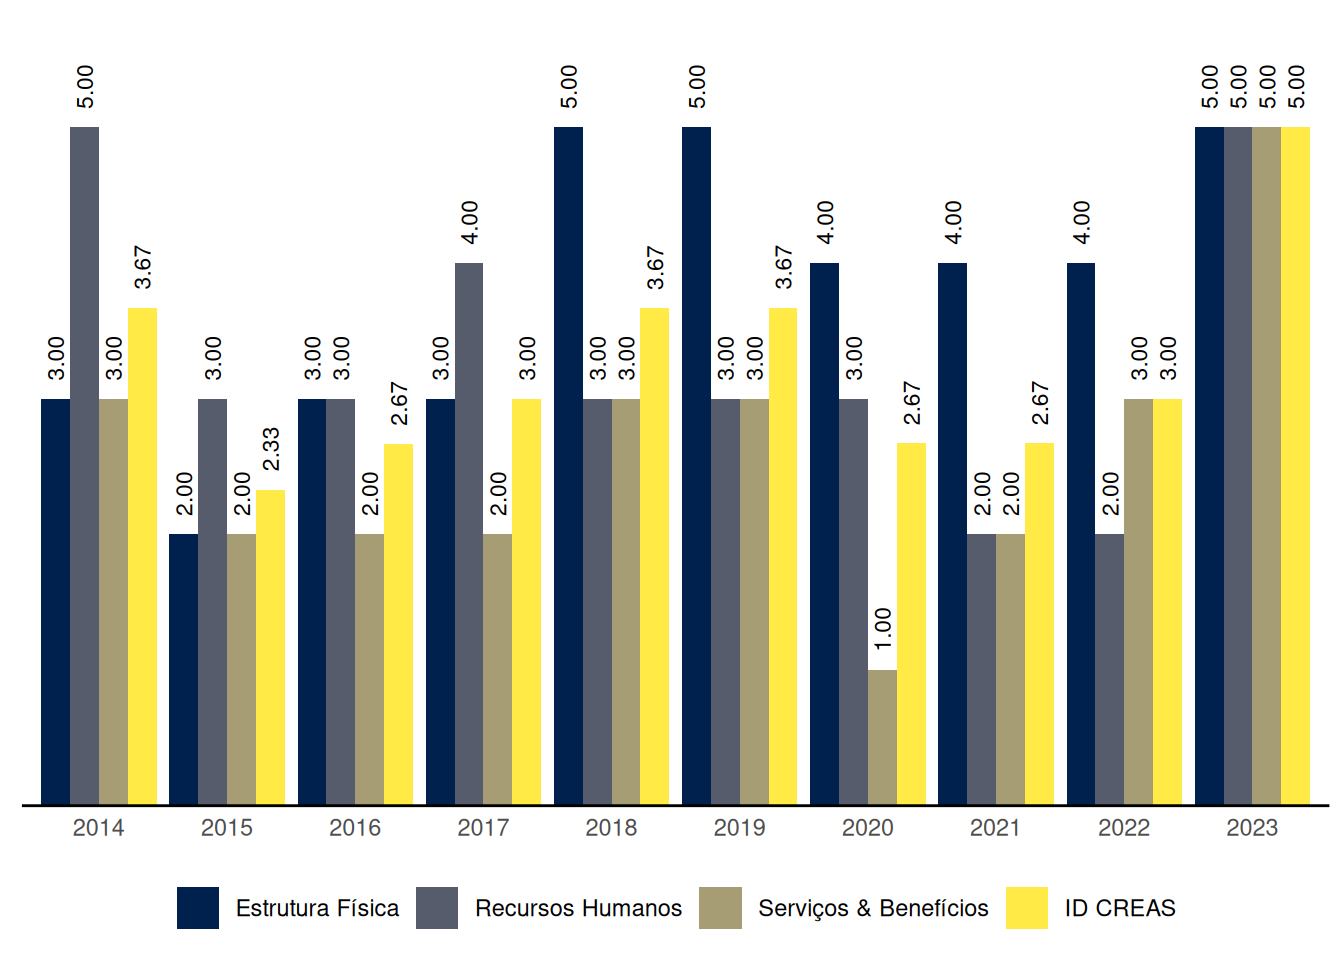 3.00 5.00 3.00 3.67
2.00 3.00 2.00 2.33
3.00 3.00 2.00 2.67
3.00 4.00 2.00 3.00
5.00 3.00 3.00 3.67
5.00 3.00 3.00 3.67
4.00 3.00 1.00 2.67
4.00 2.00 2.00 2.67
4.00 2.00 3.00 3.00
5.00 5.00 5.00 5.00
2014 2015 2016 2017 2018 2019 2020 2021 2022 2023
Estrutura Física Recursos Humanos Serviços & Benefícios ID CREAS